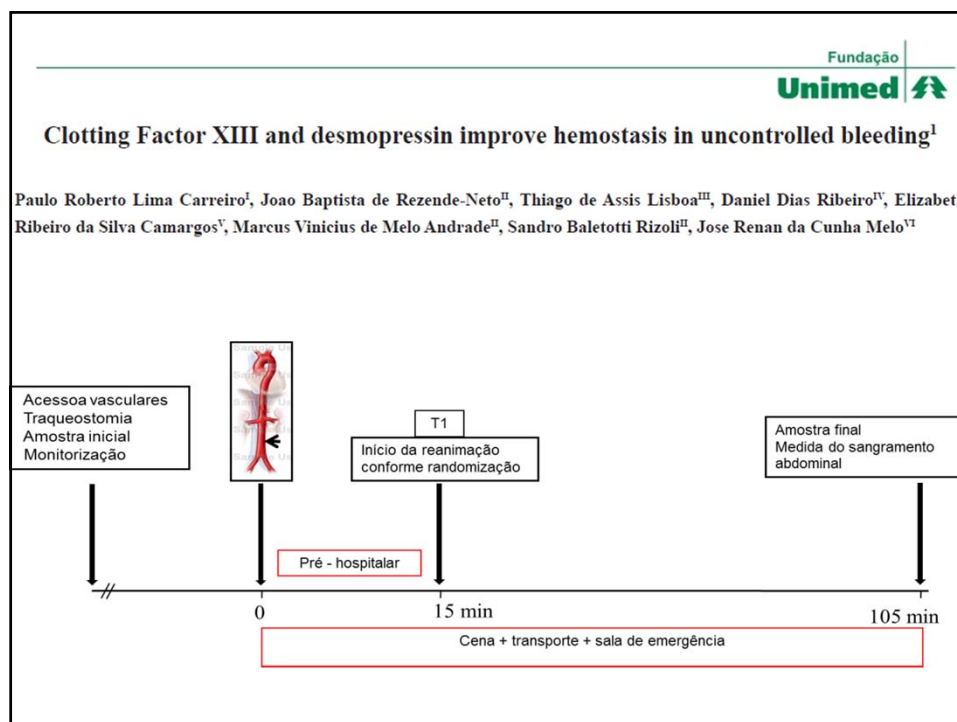 Fundação
Unimed
Clotting Factor XIII and desmopressin improve hemostasis in uncontrolled bleeding¹
Paulo Roberto Lima Carreiroᴵ, Joao Baptista de Rezende-Netoᴵᴵ, Thiago de Assis Lisboaᴵᴵᴵ, Daniel Dias Ribeiroᴵⱽ, Elizabet
Ribeiro da Silva Camargosⱽ, Marcus Vinicius de Melo Andradeᴵᴵ, Sandro Baletotti Rizoliᴵᴵ, Jose Renan da Cunha Meloⱽᴵ
Acessoa vasculares
Traqueostomia
Amostra inicial
Monitorização
T1
Início da reanimação
conforme randomização
Amostra final
Medida do sangramento
abdominal
Pré - hospitalar
0
15 min
105 min
Cena + transporte + sala de emergência